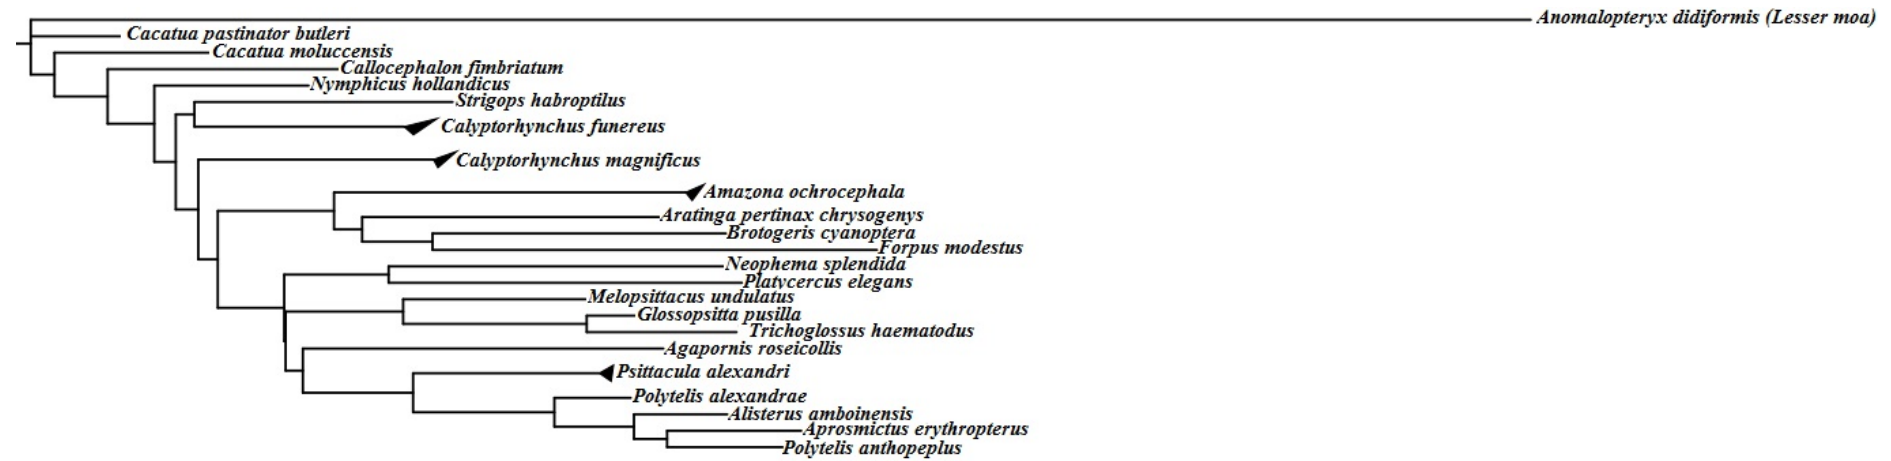 Anomalopteryx didiformis (Lesser moa)
Cacatua pastinator butleri
Cacatua moluccensis
Callocephalon fimbriatum
Nymphicus hollandicus
Strigops habroptilus
Calyptorhynchus funereus
Calyptorhynchus magnificus
Amazona ochrocephala
Aratinga pertinax chrysogenys
Brotogeris cyanoptera
Forpus modestus
Neophema splendida
Platycercus elegans
Melopsittacus undulatus
Glossopsitta pusilla
Trichoglossus haematodus
Agapornis roseicollis
Psittacula alexandri
Polytelis alexandrae
Alisterus amboinensis
Aprosmictus erythropterus
Polytelis anthopeplus